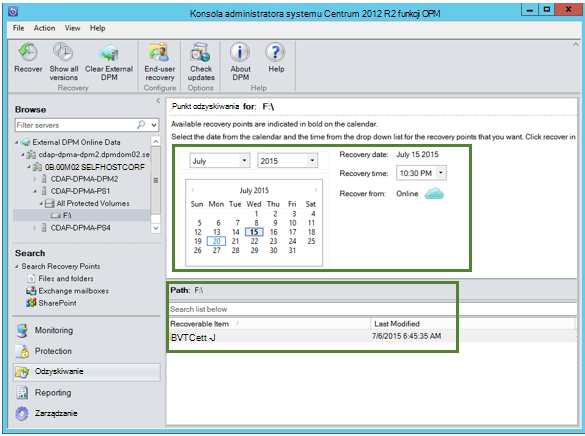 Konsola administratora systemu Centrum 2012 R2 funkcji OPM
File Action View Help
Recover
Show all versions
Clear External DPM
End-user recovery
Check updates
About DPM
Help
Recovery
Configure
Options
Help
Browse
Filter servers
External DPM Online Data
cdap-dpma-dpm2.dpmdom02.se
0B.00M02 SELFHOSTCORF
CDAP-DPMA-DPM2
CDAP-DPMA-PS1
All Protected Volumes
F:\
CDAP-DPMA-PS4
Search
Search Recovery Points
Files and folders
Exchange mailboxes
SharePoint
Monitoring
Protection
Odzyskiwanie
Reporting
Zarządzanie
Punkt odzyskiwania for: F:\
Available recovery points are indicated in bold on the calendar.
Select the date from the calendar and the time from the drop down list for the recovery points that you want. Click recover in
July 2015
July 2015
Sun Mon Tue Wed Thu Fri Sat
1 2 3 4
5 6 7 8 9 10 11
12 13 14 15 16 17 18
19 20 21 22 23 24 25
26 27 28 29 30 31
Recovery date: July 15 2015
Recovery time: 10:30 PM
Recover from: Online
Path: F:\
Search list below
Recoverable Item / Last Modified
BVTCett -J 7/6/2015 6:45:35 AM